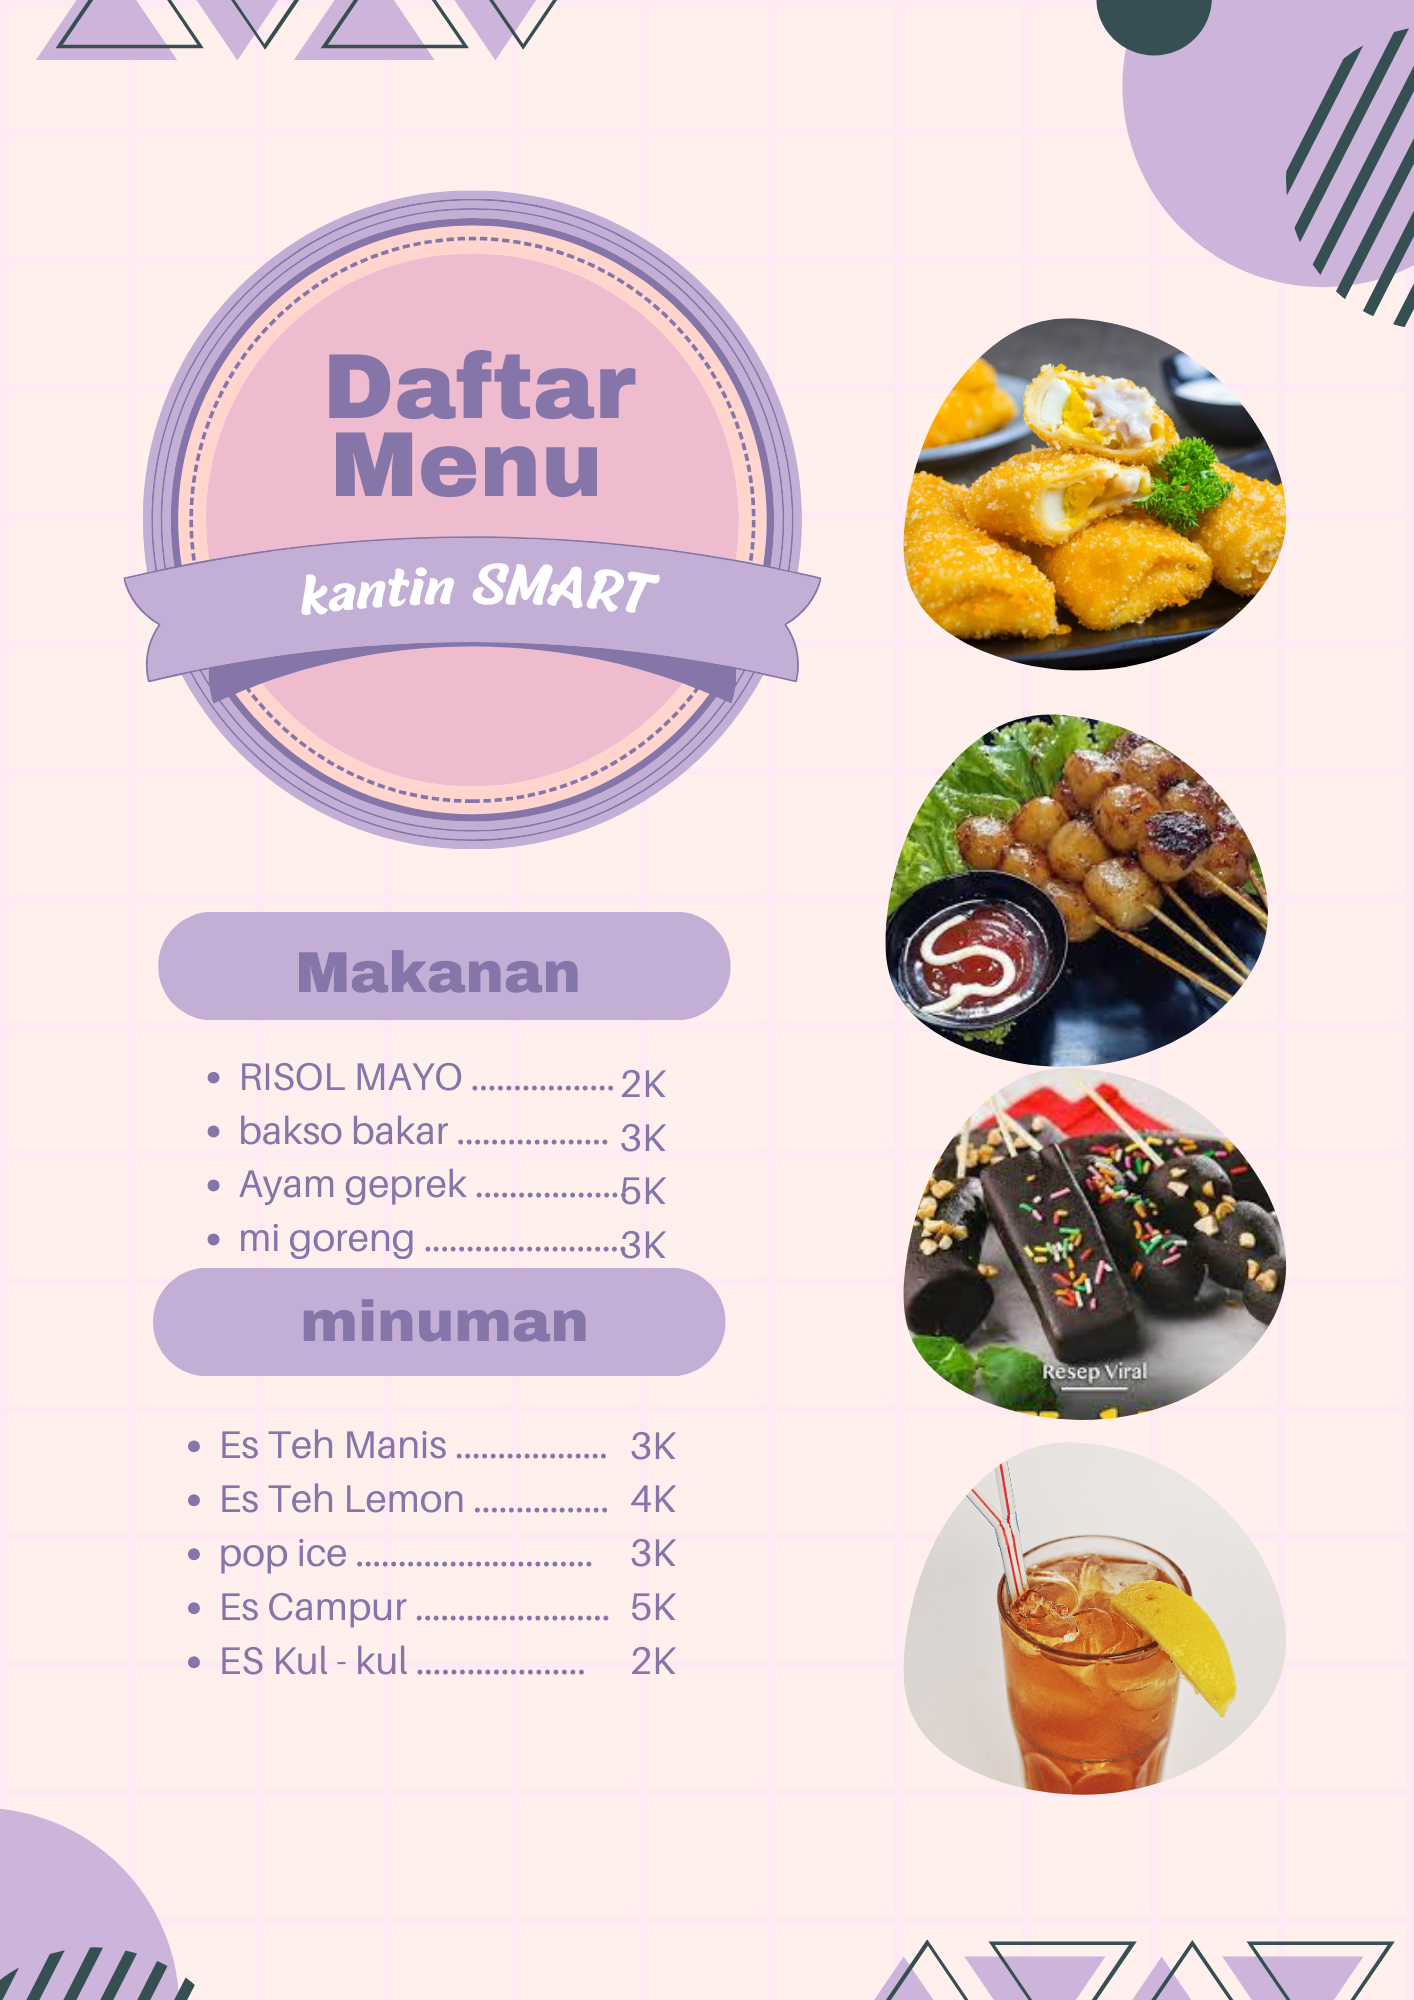 Daftar
Menu
kantin SMART
Makanan
RISOL MAYO ................. 2K
bakso bakar .................. 3K
Ayam geprek ..................5K
mi goreng .......................3K
minuman
Es Teh Manis .................. 3K
Es Teh Lemon ................ 4K
pop ice ............................ 3K
Es Campur ....................... 5K
ES Kul - kul .................... 2K
Resep Viral